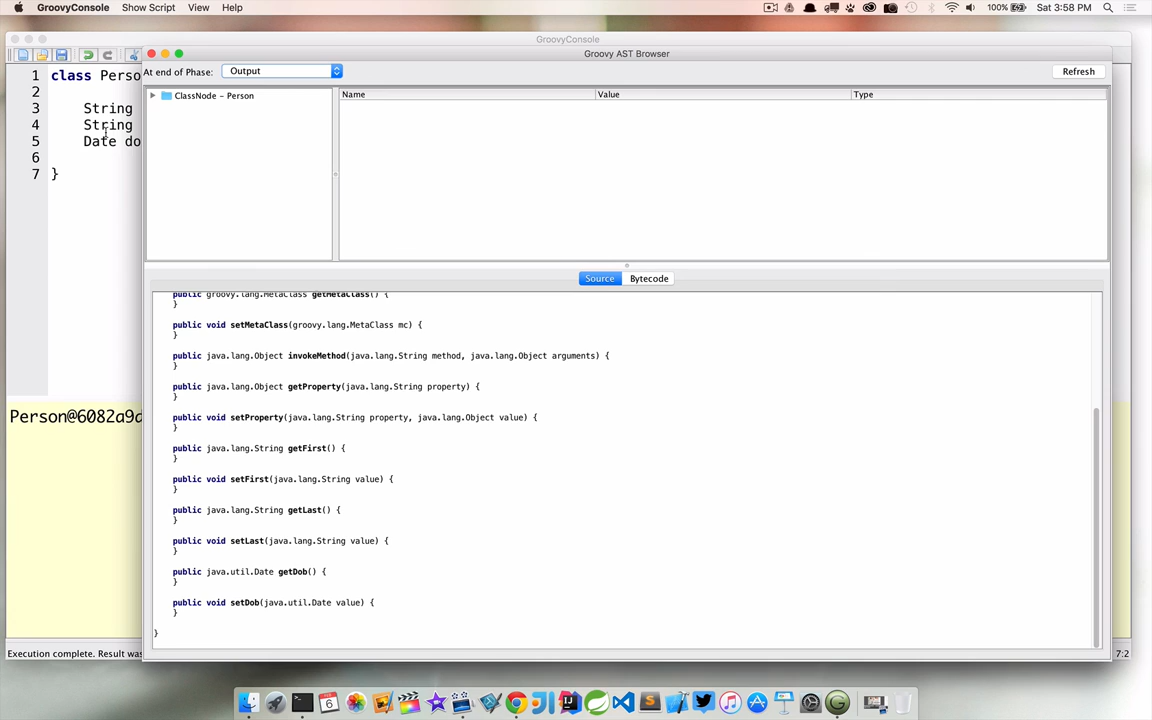 GroovyConsole Show Script View Help 100% Sat 3:58 PM
GroovyConsole
Groovy AST Browser
At end of Phase: Output Refresh
ClassNode - Person
Name Value Type
1 class Perso
2
3 String
4 String
5 Date do
6
7 }
Source Bytecode
public groovy.lang.MetaClass getMetaClass() {
}
public void setMetaClass(groovy.lang.MetaClass mc) {
}
public java.lang.Object invokeMethod(java.lang.String method, java.lang.Object arguments) {
}
public java.lang.Object getProperty(java.lang.String property) {
}
public void setProperty(java.lang.String property, java.lang.Object value) {
}
public java.lang.String getFirst() {
}
public void setFirst(java.lang.String value) {
}
public java.lang.String getLast() {
}
public void setLast(java.lang.String value) {
}
public java.util.Date getDob() {
}
public void setDob(java.util.Date value) {
}
}
Person@6082a9d
Execution complete. Result was 7:2